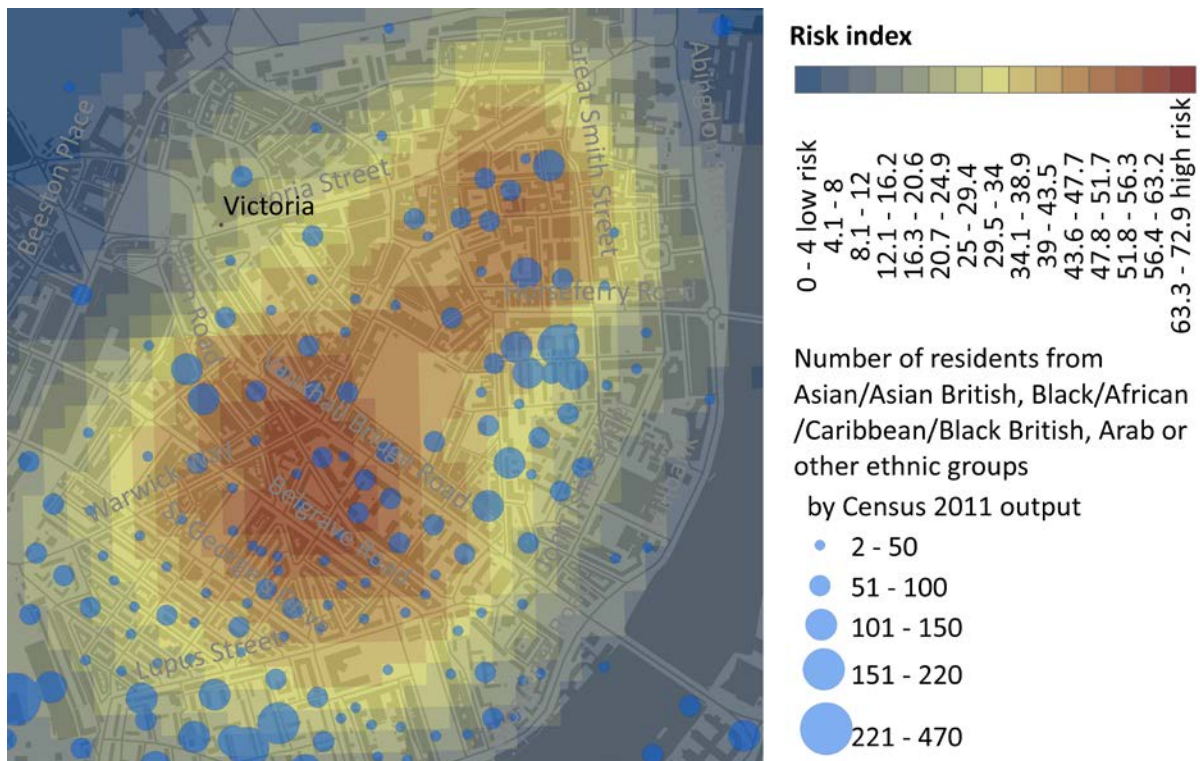 Great Smith Street
Abingdo
Beeston Place
Victoria Street
Victoria
Horseferry Road
Vauxhall Bridge Road
Warwick Way
Belgrave Road
St George's Drive
Lupus Street
Risk index
0 - 4 low risk
4.1 - 8
8.1 - 12
12.1 - 16.2
16.3 - 20.6
20.7 - 24.9
25 - 29.4
29.5 - 34
34.1 - 38.9
39 - 43.5
43.6 - 47.7
47.8 - 51.7
51.8 - 56.3
56.4 - 63.2
63.3 - 72.9 high risk
Number of residents from
Asian/Asian British, Black/African
/Caribbean/Black British, Arab or
other ethnic groups
by Census 2011 output
2 - 50
51 - 100
101 - 150
151 - 220
221 - 470